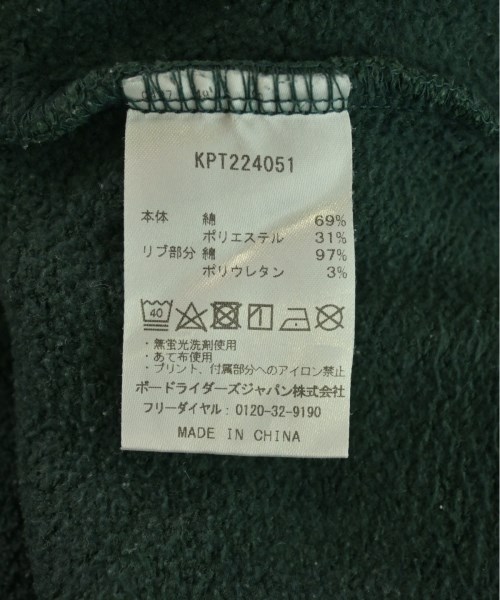 KPT224051
本体 綿 69%
ポリエステル 31%
リブ部分 綿 97%
ポリウレタン 3%
40
・無蛍光洗剤使用
・あて布使用
・プリント、付属部分へのアイロン禁止
ボードライダーズジャパン株式会社
フリーダイヤル:0120-32-9190
MADE IN CHINA